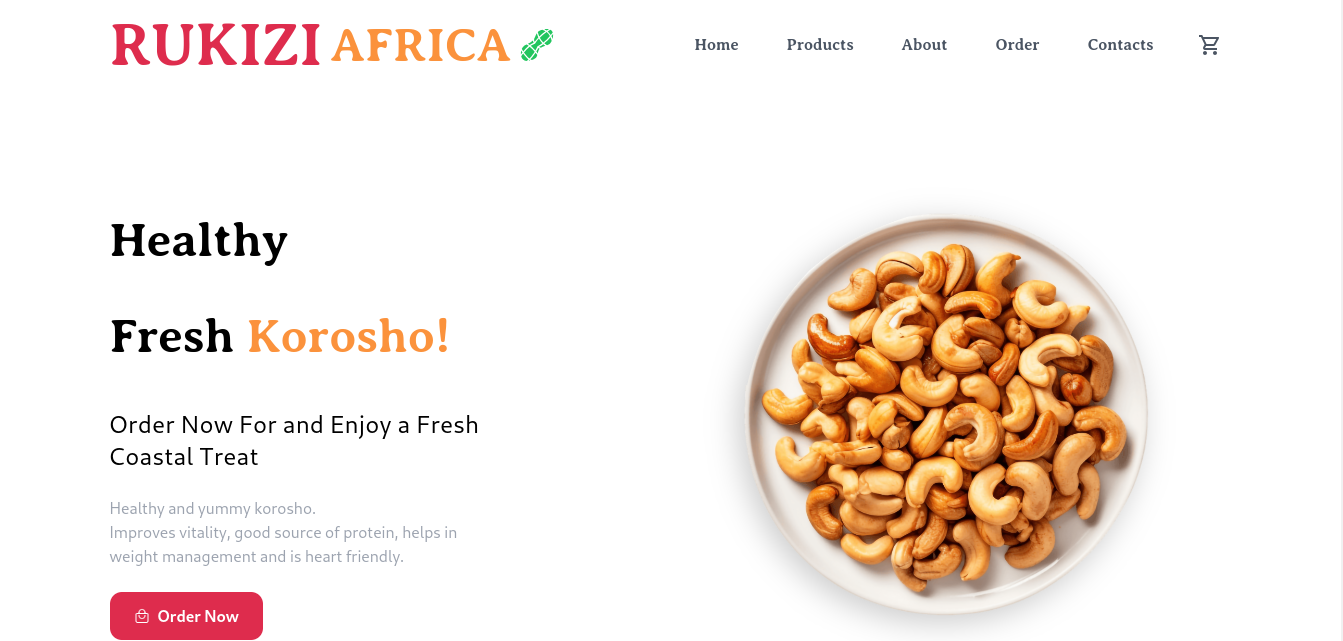 RUKIZI AFRICA
Home Products About Order Contacts
Healthy
Fresh Korosho!
Order Now For and Enjoy a Fresh
Coastal Treat
Healthy and yummy korosho.
Improves vitality, good source of protein, helps in
weight management and is heart friendly.
Order Now